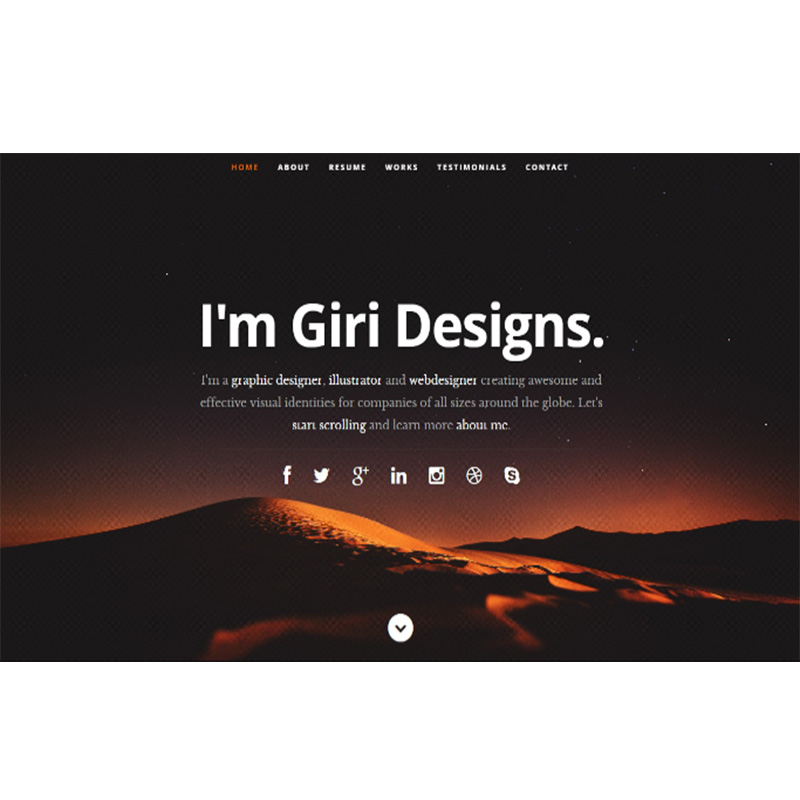 HOME ABOUT RESUME WORKS TESTIMONIALS CONTACT
I'm Giri Designs.
I'm a graphic designer, illustrator and webdesigner creating awesome and
effective visual identities for companies of all sizes around the globe. Let's
start scrolling and learn more about me.